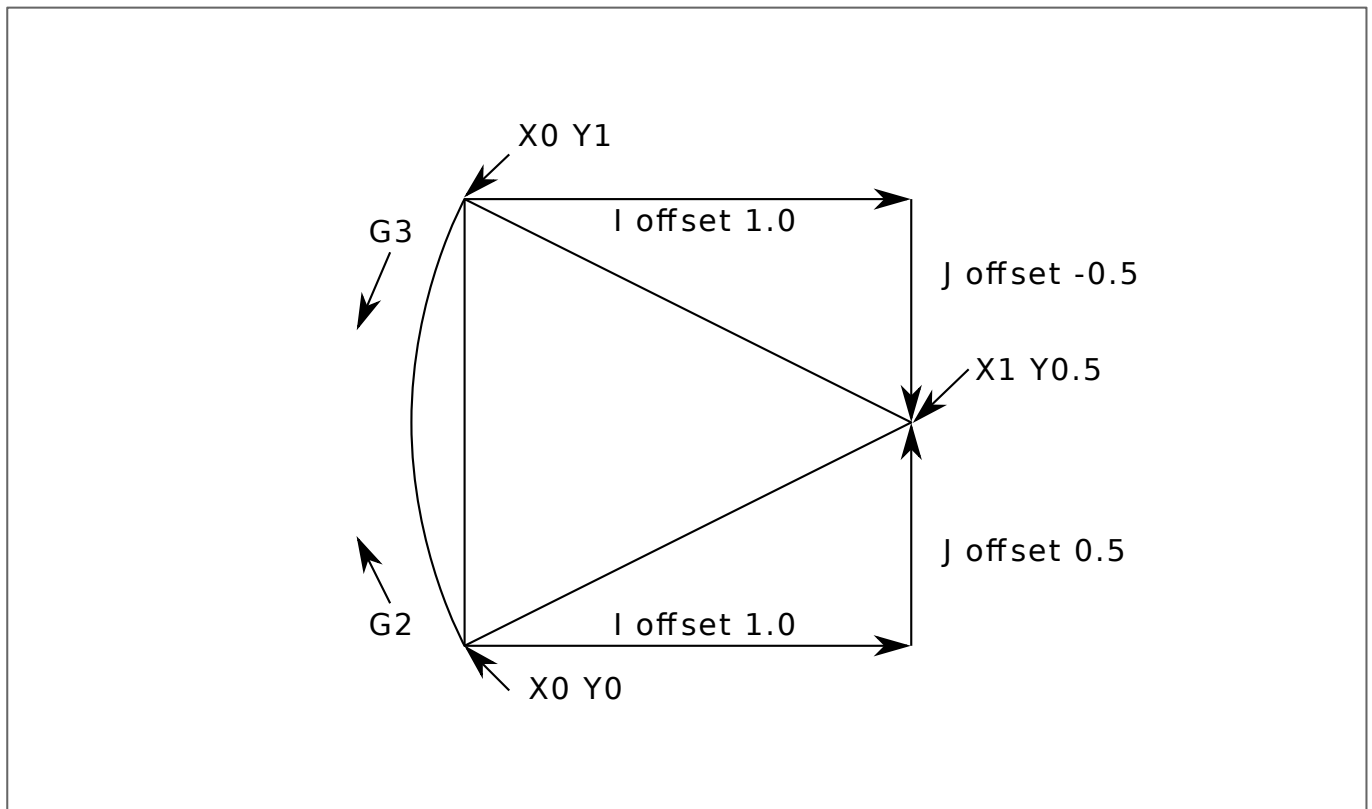 X0 Y1
I offset 1.0
G3
J offset -0.5
X1 Y0.5
J offset 0.5
I offset 1.0
G2
X0 Y0